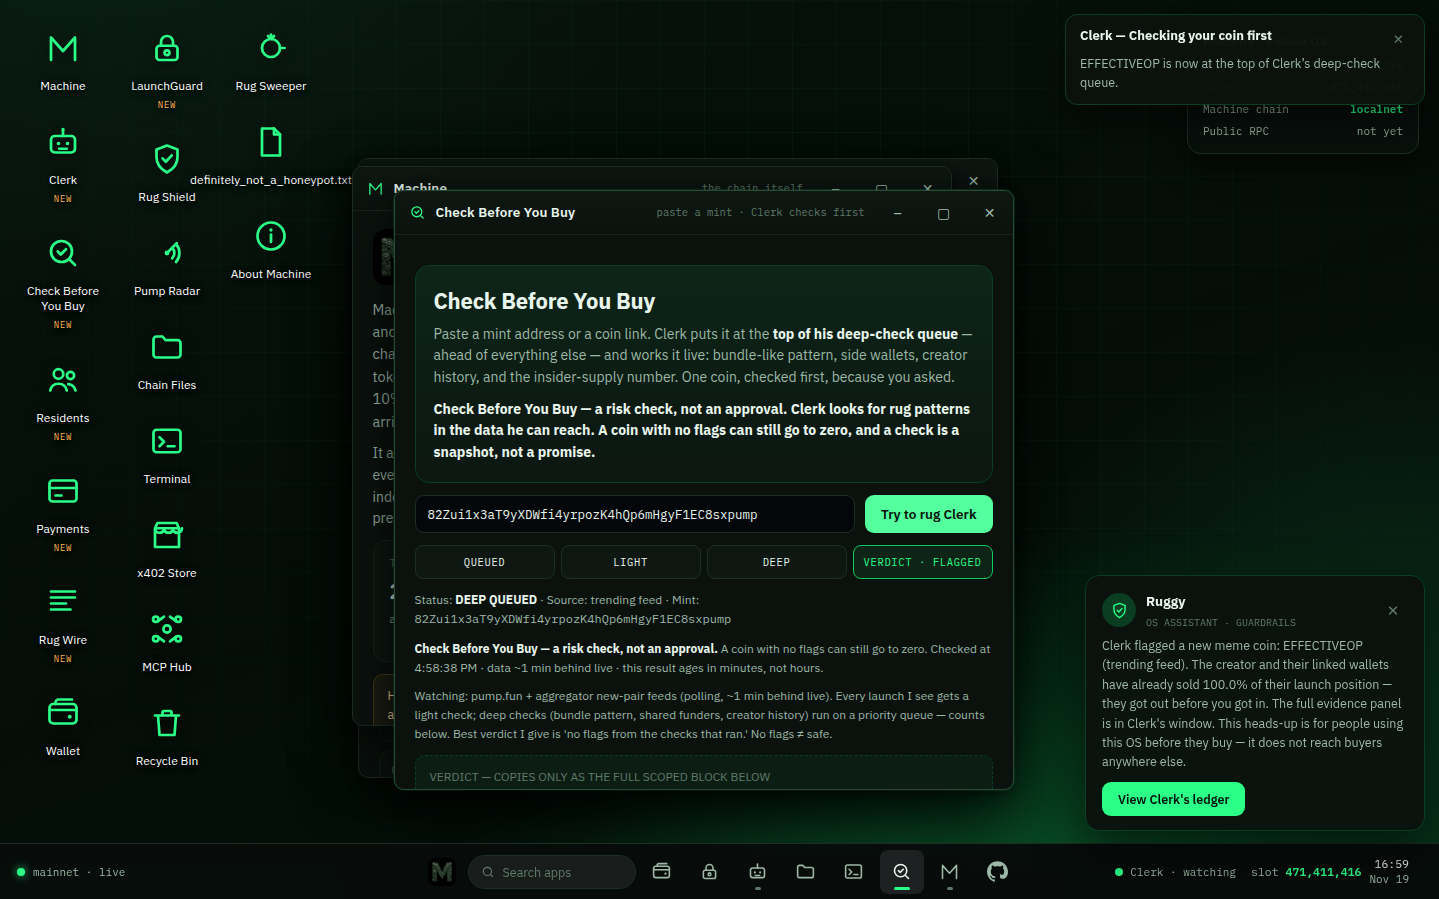 Machine
Clerk
NEW
Check Before
You Buy
NEW
Residents
NEW
Payments
NEW
Rug Wire
NEW
Wallet
LaunchGuard
NEW
Rug Shield
Pump Radar
Chain Files
Terminal
x402 Store
MCP Hub
Recycle Bin
Rug Sweeper
definitely_not_a_honeypot.txt
About Machine
Machine
the chain itself
Check Before You Buy
paste a mint · Clerk checks first
Check Before You Buy
Paste a mint address or a coin link. Clerk puts it at the top of his deep-check queue —
ahead of everything else — and works it live: bundle-like pattern, side wallets, creator
history, and the insider-supply number. One coin, checked first, because you asked.
Check Before You Buy — a risk check, not an approval. Clerk looks for rug patterns
in the data he can reach. A coin with no flags can still go to zero, and a check is a
snapshot, not a promise.
82Zui1x3aT9yXDWfi4yrpozK4hQp6mHgyF1EC8sxpump
Try to rug Clerk
QUEUED
LIGHT
DEEP
VERDICT · FLAGGED
Status: DEEP QUEUED · Source: trending feed · Mint:
82Zui1x3aT9yXDWfi4yrpozK4hQp6mHgyF1EC8sxpump
Check Before You Buy — a risk check, not an approval. A coin with no flags can still go to zero. Checked at
4:58:38 PM · data ~1 min behind live · this result ages in minutes, not hours.
Watching: pump.fun + aggregator new-pair feeds (polling, ~1 min behind live). Every launch I see gets a
light check; deep checks (bundle pattern, shared funders, creator history) run on a priority queue — counts
below. Best verdict I give is 'no flags from the checks that ran.' No flags ≠ safe.
VERDICT — COPIES ONLY AS THE FULL SCOPED BLOCK BELOW
Clerk — Checking your coin first
EFFECTIVEOP is now at the top of Clerk's deep-check
queue.
Machine chain localnet
Public RPC not yet
Ruggy
OS ASSISTANT · GUARDRAILS
Clerk flagged a new meme coin: EFFECTIVEOP
(trending feed). The creator and their linked wallets
have already sold 100.0% of their launch position —
they got out before you got in. The full evidence panel
is in Clerk's window. This heads-up is for people using
this OS before they buy — it does not reach buyers
anywhere else.
View Clerk's ledger
mainnet · live
Search apps
Clerk · watching
slot 471,411,416
16:59
Nov 19